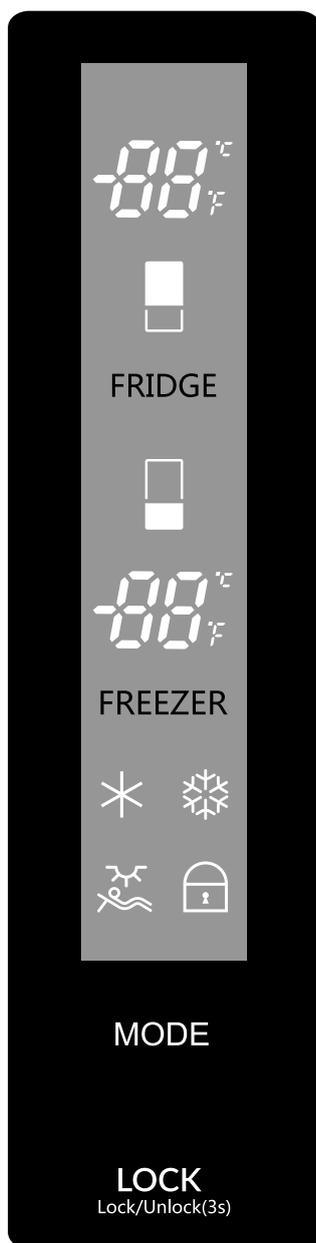 -88 °C
°F
FRIDGE
-88 °C
°F
FREEZER
MODE
LOCK
Lock/Unlock(3s)